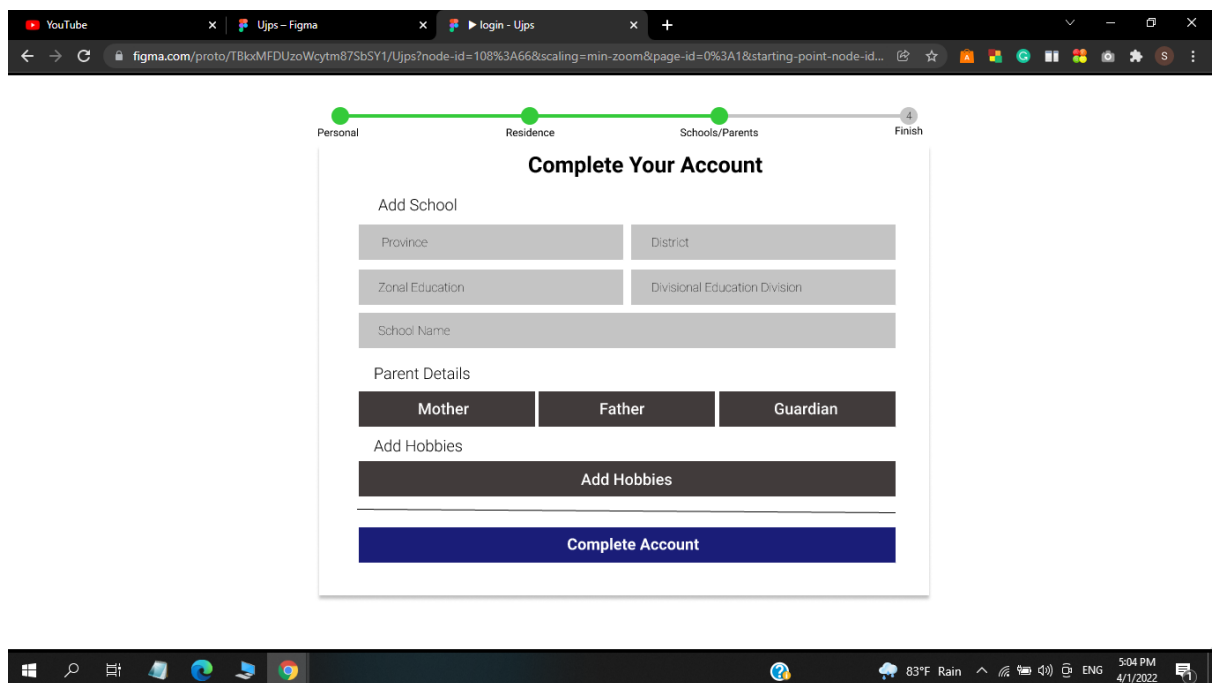 YouTube
Ujps – Figma
login - Ujps
figma.com/proto/TBkxMFDUzoWcytm87SbSY1/Ujps?node-id=108%3A66&scaling=min-zoom&page-id=0%3A1&starting-point-node-id...
S
4
Personal Residence Schools/Parents Finish
Complete Your Account
Add School
Province District
Zonal Education Divisional Education Division
School Name
Parent Details
Mother Father Guardian
Add Hobbies
Add Hobbies
Complete Account
83°F Rain ENG 5:04 PM
4/1/2022
1